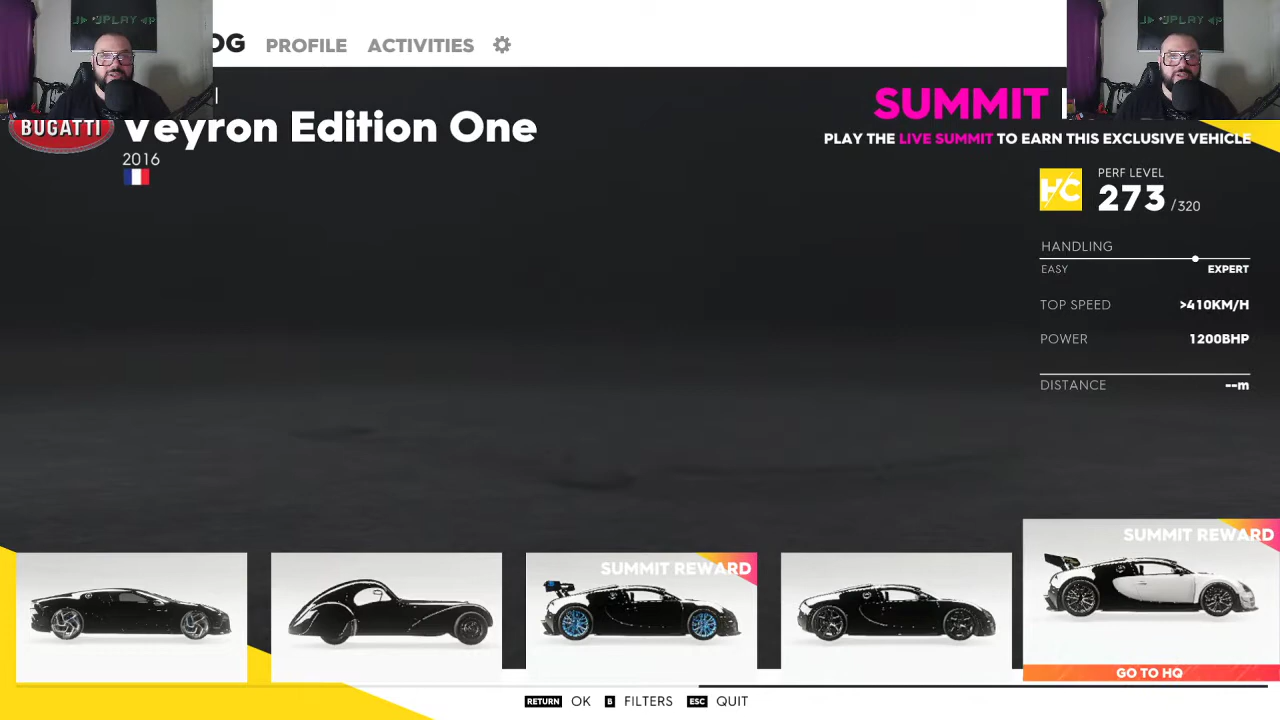 OG PROFILE ACTIVITIES
BUGATTI
Veyron Edition One
2016
SUMMIT
PLAY THE LIVE SUMMIT TO EARN THIS EXCLUSIVE VEHICLE
H/C
PERF LEVEL
273 /320
HANDLING
EASY EXPERT
TOP SPEED >410KM/H
POWER 1200BHP
DISTANCE --m
SUMMIT REWARD
SUMMIT REWARD
GO TO HQ
RETURN OK B FILTERS ESC QUIT